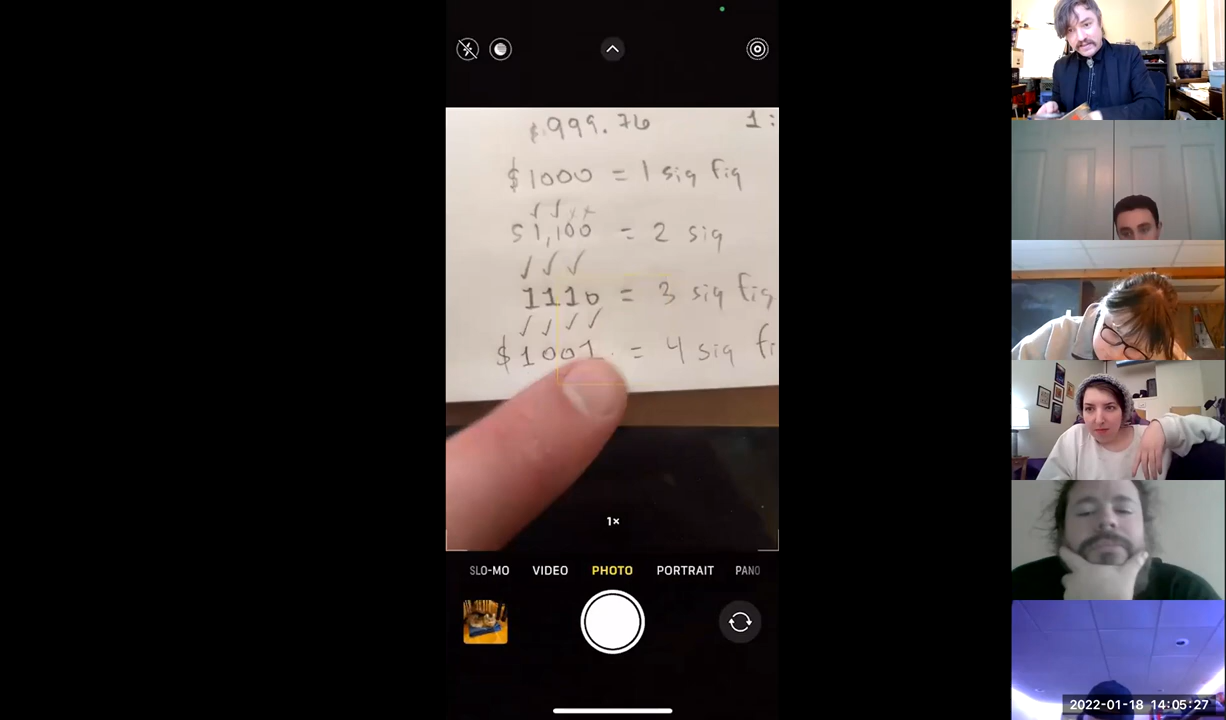 $999.76 1:
$1000 = 1 sig fig
✓✓××
$1,100 = 2 sig
✓✓✓
1110 = 3 sig fig
✓✓✓✓
$1001 = 4 sig fi
1×
SLO-MO VIDEO PHOTO PORTRAIT PANO
2022-01-18 14:05:27